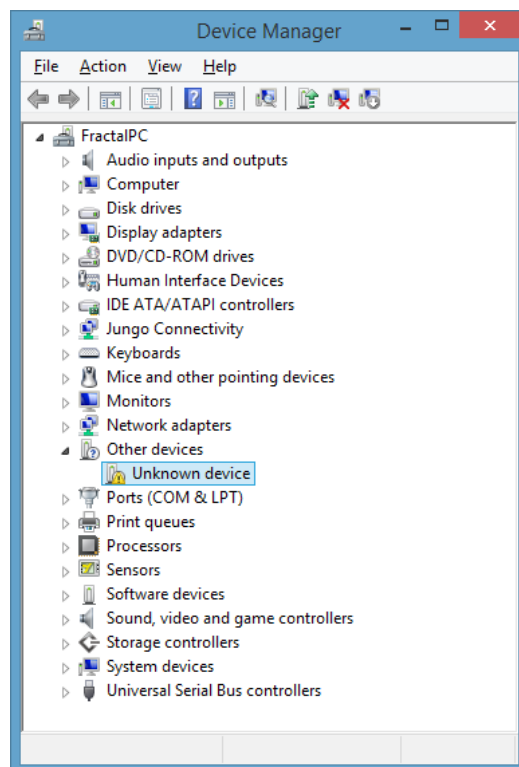 Device Manager
File Action View Help
FractalPC
Audio inputs and outputs
Computer
Disk drives
Display adapters
DVD/CD-ROM drives
Human Interface Devices
IDE ATA/ATAPI controllers
Jungo Connectivity
Keyboards
Mice and other pointing devices
Monitors
Network adapters
Other devices
Unknown device
Ports (COM & LPT)
Print queues
Processors
Sensors
Software devices
Sound, video and game controllers
Storage controllers
System devices
Universal Serial Bus controllers